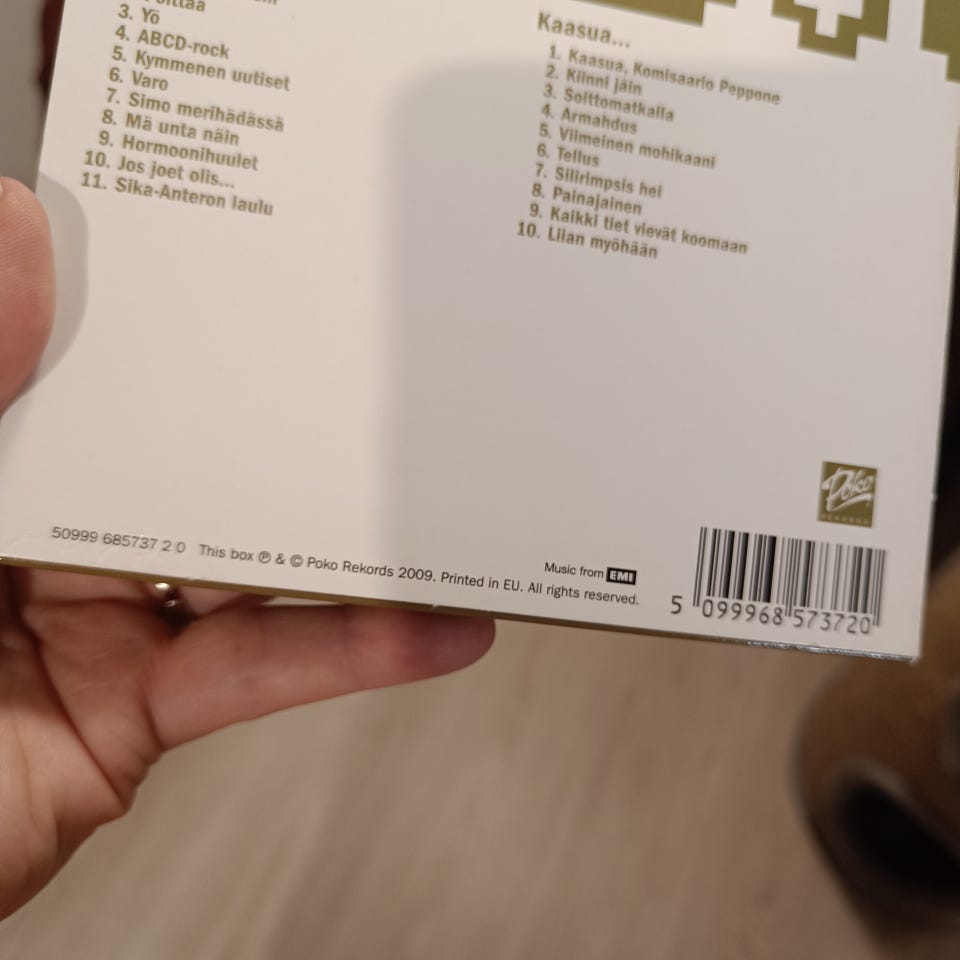 3. Yö
4. ABCD-rock
5. Kymmenen uutiset
6. Varo
7. Simo merihädässä
8. Mä unta näin
9. Hormoonihuulet
10. Jos joet olis...
11. Sika-Anteron laulu
Kaasua...
1. Kaasua, Komisaario Peppone
2. Kiinni jäin
3. Soittomatkalla
4. Armahdus
5. Viimeinen mohikaani
6. Tellus
7. Silirimpsis hei
8. Painajainen
9. Kaikki tiet vievät koomaan
10. Liian myöhään
Poko
RECORDS
50999 685737 2 0 This box ℗ & © Poko Rekords 2009. Printed in EU. All rights reserved.
Music from EMI
5 099968 573720